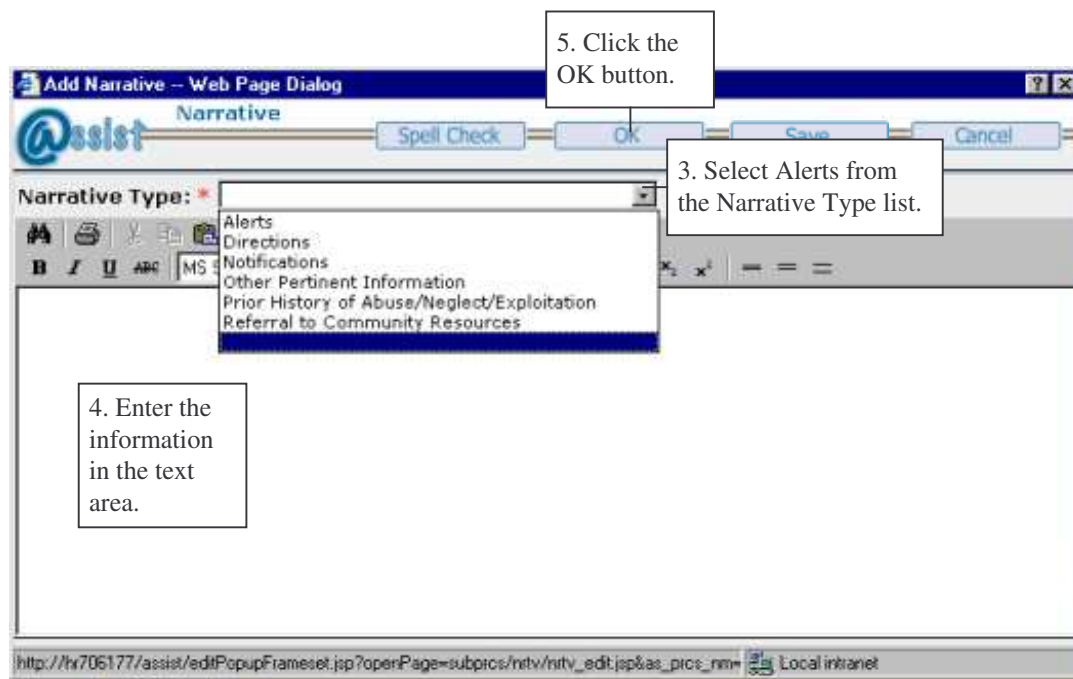 5. Click the
OK button.
Add Narrative -- Web Page Dialog
@ssist
Narrative
Spell Check
OK
Save
Cancel
3. Select Alerts from
the Narrative Type list.
Narrative Type: *
Alerts
Directions
Notifications
Other Pertinent Information
Prior History of Abuse/Neglect/Exploitation
Referral to Community Resources
B I U ABC MS
4. Enter the
information
in the text
area.
http://hr706177/assist/editPopupFrameset.jsp?openPage=subprcs/nrtv/nrtv_edit.jsp&as_prcs_nm= Local intranet